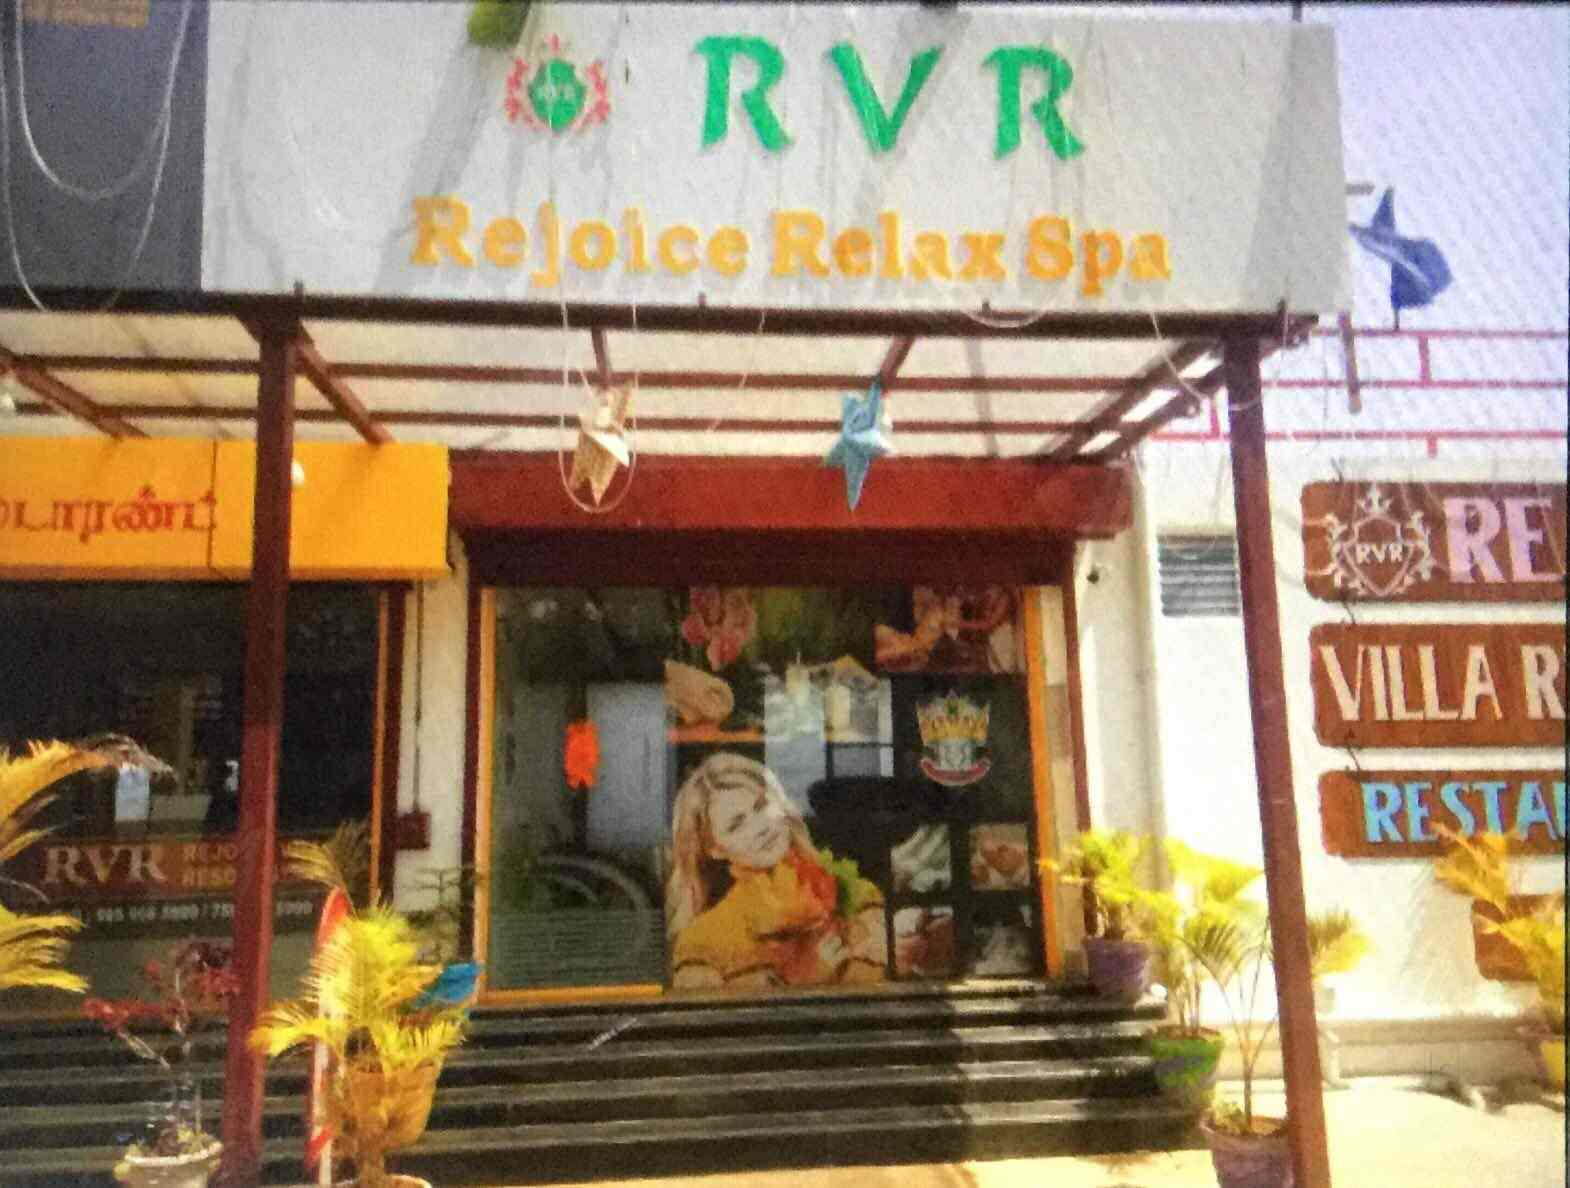 RVR
Rejoice Relax Spa
டாரண்ட்
RVR
RE
VILLA R
RESTA
RVR